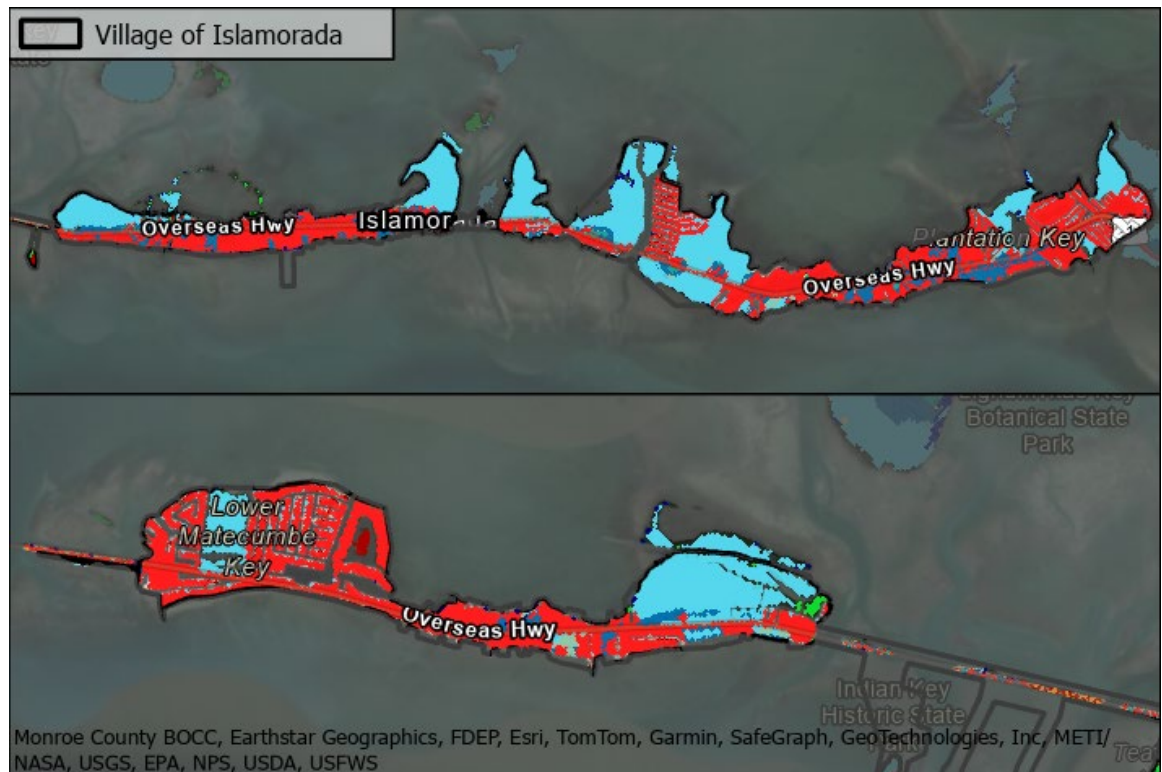 Village of Islamorada
Overseas Hwy
Islamor
Plantation Key
Overseas Hwy
Botanical State
Park
Lower
Matecumbe
Key
Overseas Hwy
Indian Key
Historic State
Park
Monroe County BOCC, Earthstar Geographics, FDEP, Esri, TomTom, Garmin, SafeGraph, GeoTechnologies, Inc, METI/
NASA, USGS, EPA, NPS, USDA, USFWS